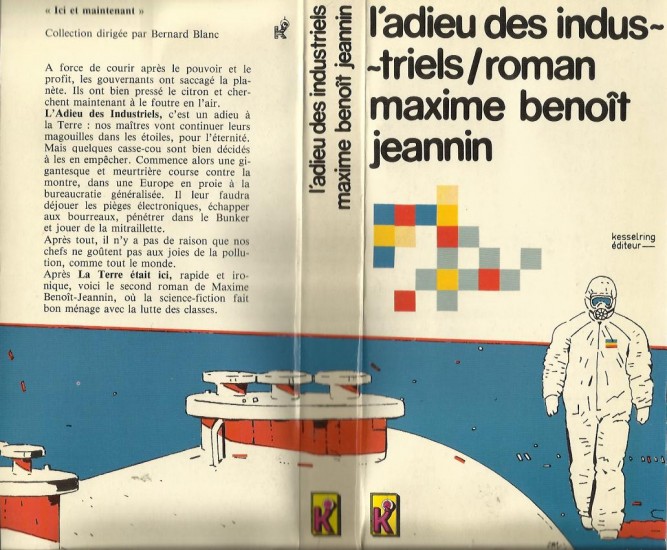 « Ici et maintenant »
Collection dirigée par Bernard Blanc
A force de courir après le pouvoir et le
profit, les gouvernants ont saccagé la pla-
nète. Ils ont bien pressé le citron et cher-
chent maintenant à le foutre en l'air.
L'Adieu des Industriels, c'est un adieu à
la Terre : nos maîtres vont continuer leurs
magouilles dans les étoiles, pour l'éternité.
Mais quelques casse-cou sont bien décidés
à les en empêcher. Commence alors une gi-
gantesque et meurtrière course contre la
montre, dans une Europe en proie à la
bureaucratie généralisée. Il leur faudra
déjouer les pièges électroniques, échapper
aux bourreaux, pénétrer dans le Bunker
et jouer de la mitraillette.
Après tout, il n'y a pas de raison que nos
chefs ne goûtent pas aux joies de la pollu-
tion, comme tout le monde.
Après La Terre était ici, rapide et iro-
nique, voici le second roman de Maxime
Benoît-Jeannin, où la science-fiction fait
bon ménage avec la lutte des classes.
l'adieu des industriels
maxime benoît jeannin
K
l'adieu des indus~
~triels/roman
maxime benoît
jeannin
kesselring
éditeur—
K